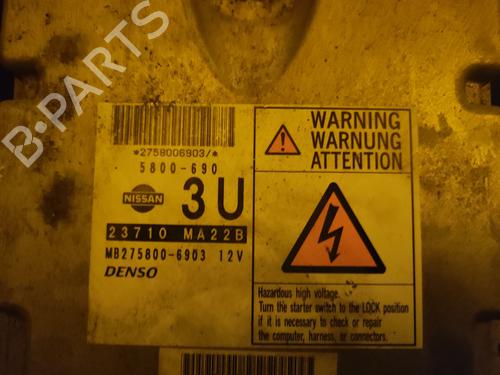 B-PARTS
*2758006903/*
5800-690
NISSAN
3U
23710 MA22B
MB275800-6903 12V
DENSO
WARNING
WARNUNG
ATTENTION
Hazardous high voltage.
Turn the starter switch to the LOCK position
if it is necessary to check or repair
the computer, harness, or connectors.